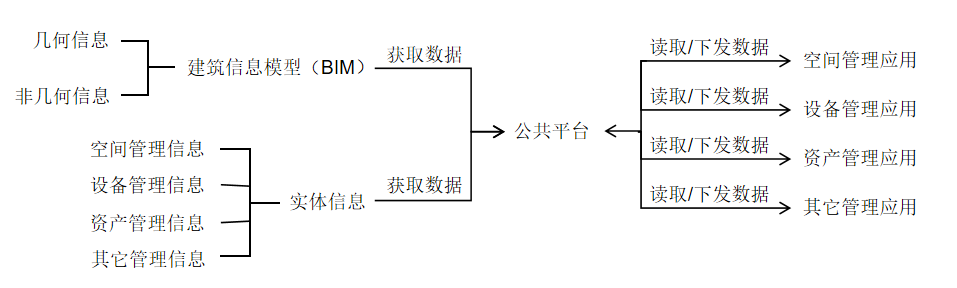 几何信息
非几何信息
建筑信息模型（BIM）
获取数据
空间管理信息
设备管理信息
资产管理信息
其它管理信息
实体信息
获取数据
公共平台
读取/下发数据
空间管理应用
读取/下发数据
设备管理应用
读取/下发数据
资产管理应用
读取/下发数据
其它管理应用